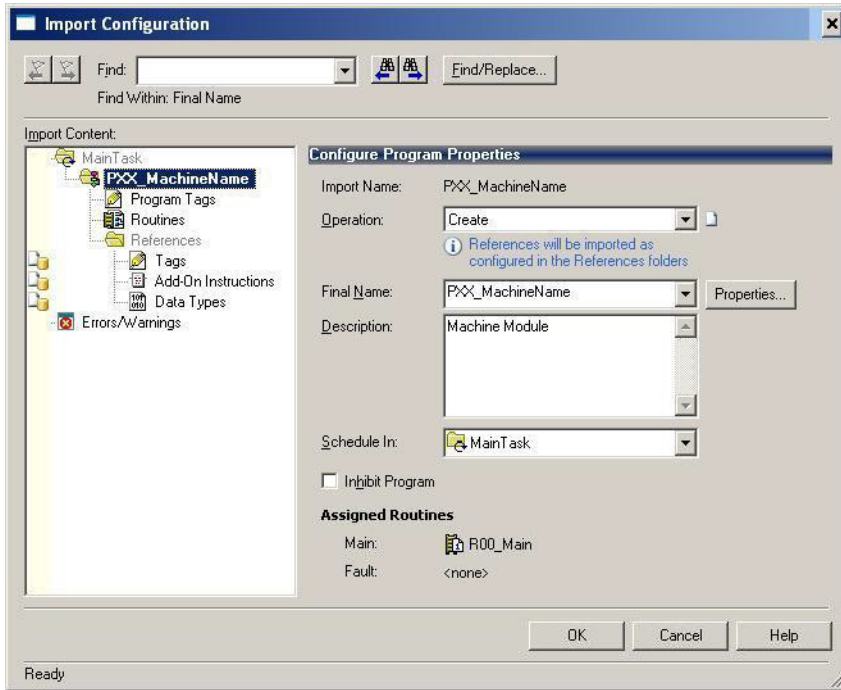 Import Configuration
Find:
Find/Replace...
Find Within: Final Name
Import Content:
MainTask
PXX_MachineName
Program Tags
Routines
References
Tags
Add-On Instructions
Data Types
Errors/Warnings
Configure Program Properties
Import Name: PXX_MachineName
Operation: Create
References will be imported as
configured in the References folders
Final Name: PXX_MachineName Properties...
Description: Machine Module
Schedule In: MainTask
Inhibit Program
Assigned Routines
Main: R00_Main
Fault: <none>
OK Cancel Help
Ready